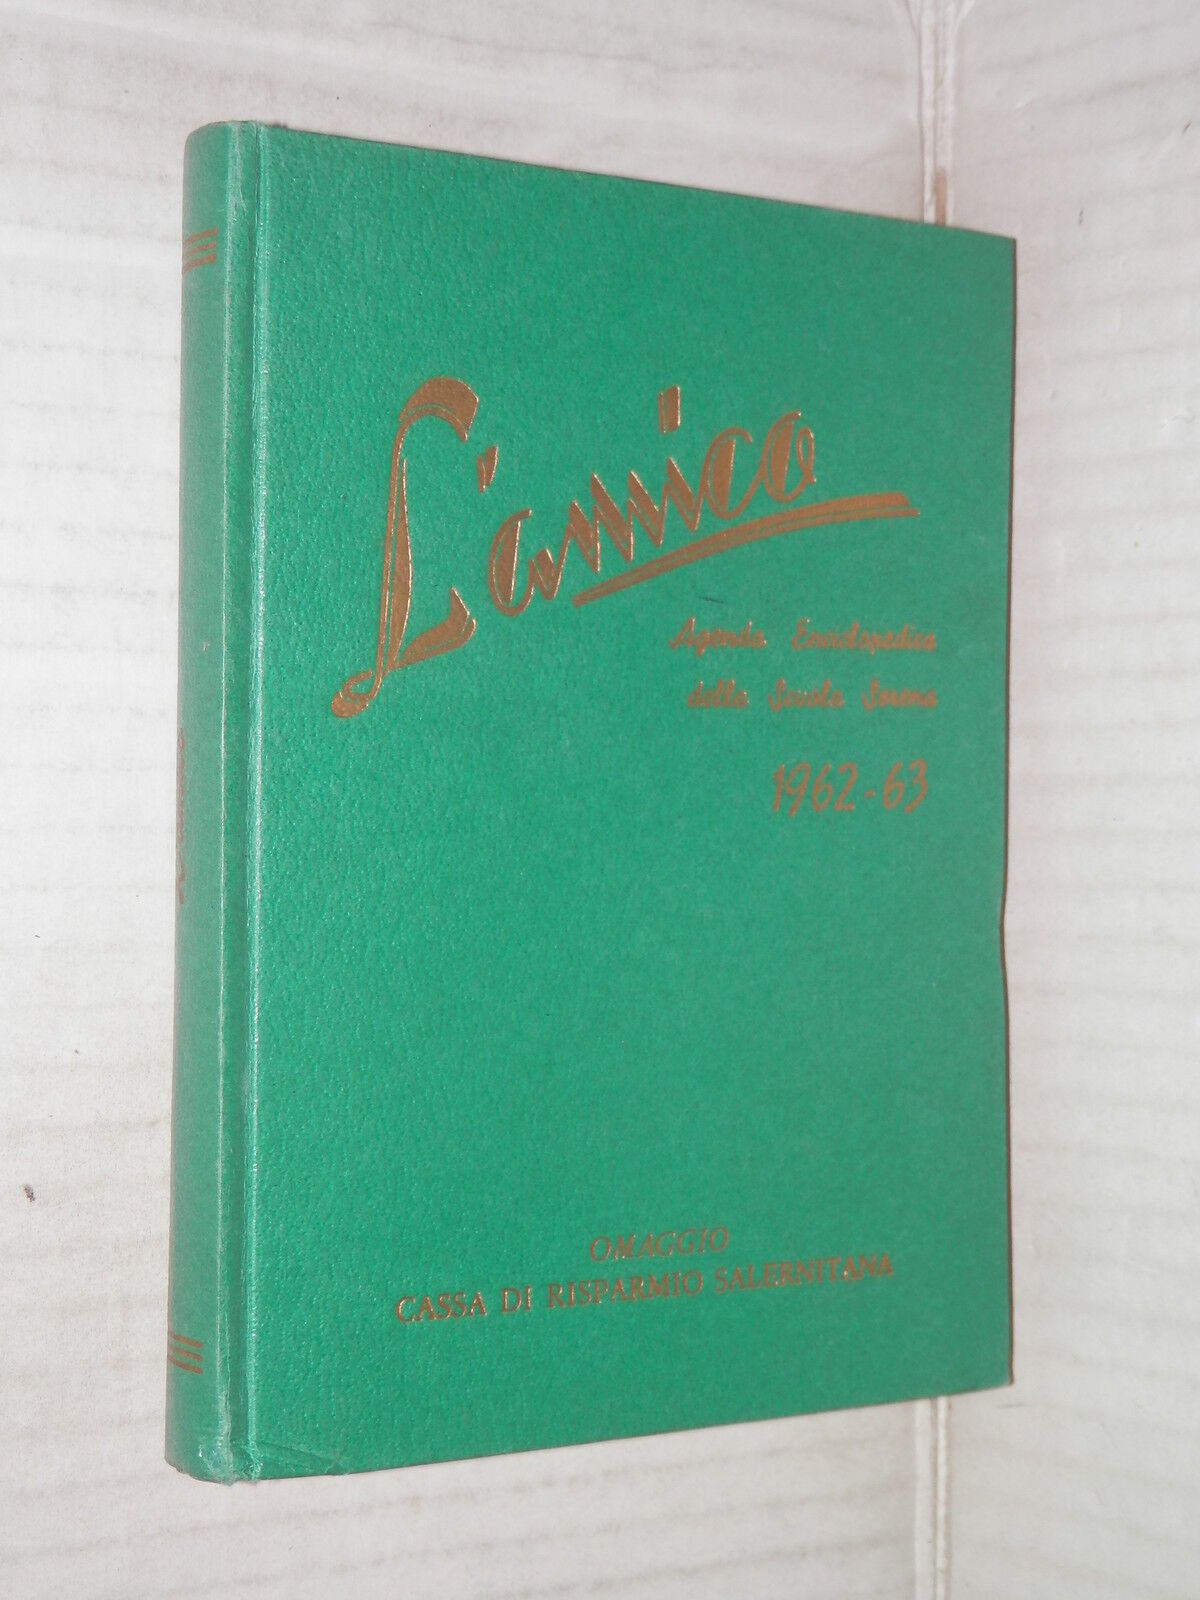 L'amico
Agenda Enciclopedica
della Scuola Serena
1962-63
OMAGGIO
CASSA DI RISPARMIO SALERNITANA